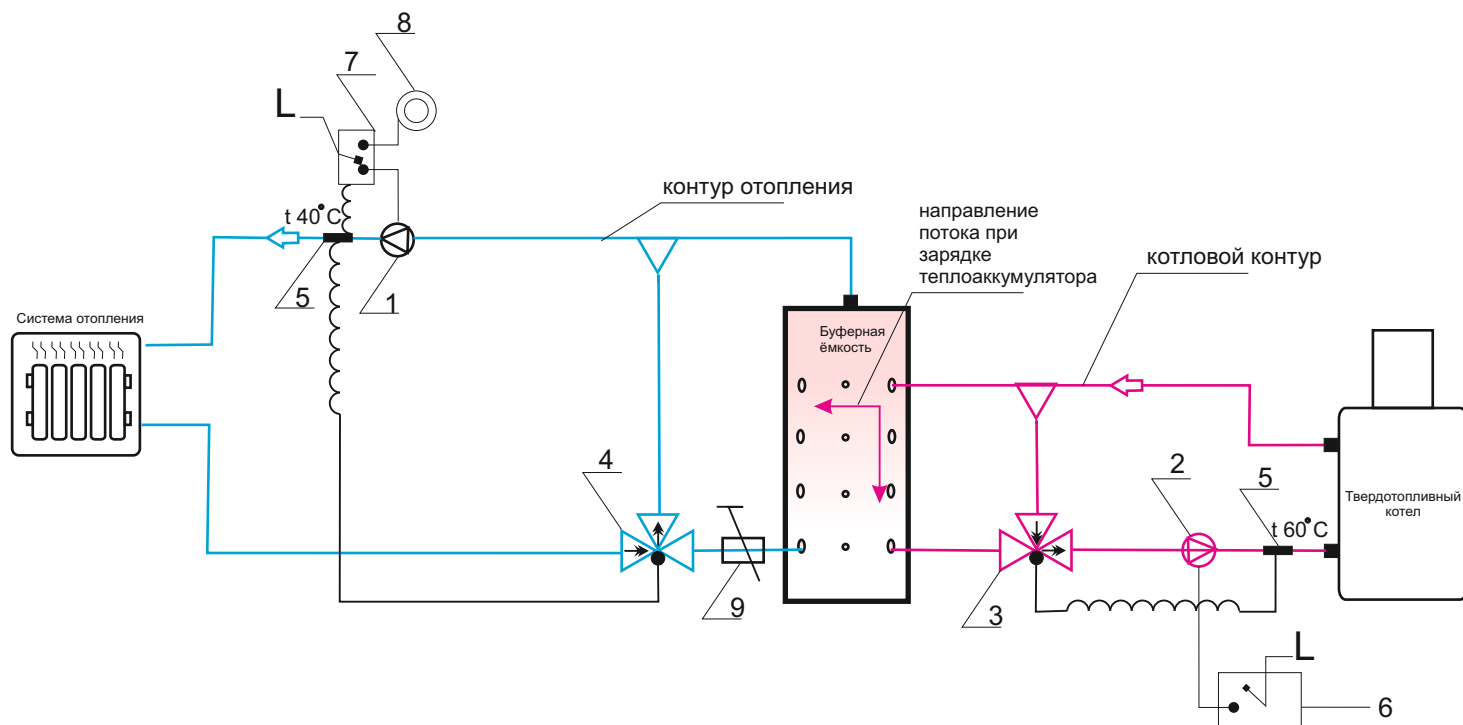 8
7
L
t 40°C
5
1
контур отопления
направление
потока при
зарядке
теплоаккумулятора
котловой контур
Система отопления
Буферная
ёмкость
4
9
2
5
t 60°C
3
Твердотопливный
котел
L
6